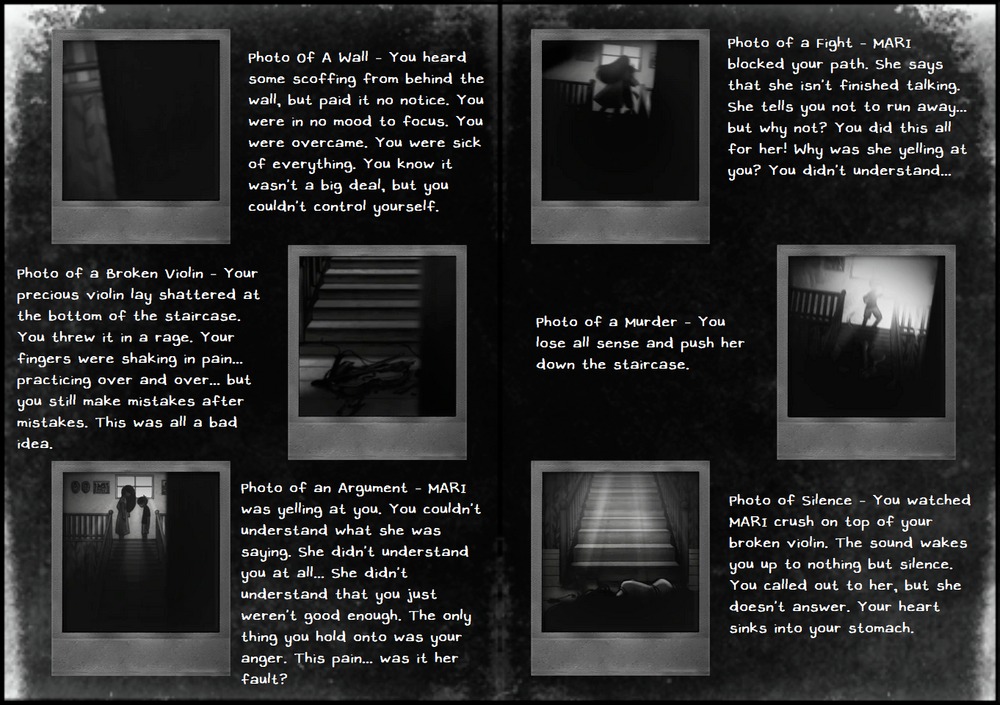 Photo Of A Wall - You heard
some scoffing from behind the
wall, but paid it no notice. You
were in no mood to focus. You
were overcame. You were sick
of everything. You know it
wasn't a big deal, but you
couldn't control yourself.
Photo of a Broken Violin - Your
precious violin lay shattered at
the bottom of the staircase.
You threw it in a rage. Your
fingers were shaking in pain...
practicing over and over... but
you still make mistakes after
mistakes. This was all a bad
idea.
Photo of an Argument - MARI
was yelling at you. You couldn't
understand what she was
saying. She didn't understand
you at all... She didn't
understand that you just
weren't good enough. The only
thing you hold onto was your
anger. This pain... was it her
fault?
Photo of a Fight - MARI
blocked your path. She says
that she isn't finished talking.
She tells you not to run away...
but why not? You did this all
for her! Why was she yelling at
you? You didn't understand...
Photo of a Murder - You
lose all sense and push her
down the staircase.
Photo of Silence - You watched
MARI crush on top of your
broken violin. The sound wakes
you up to nothing but silence.
You called out to her, but she
doesn't answer. Your heart
sinks into your stomach.